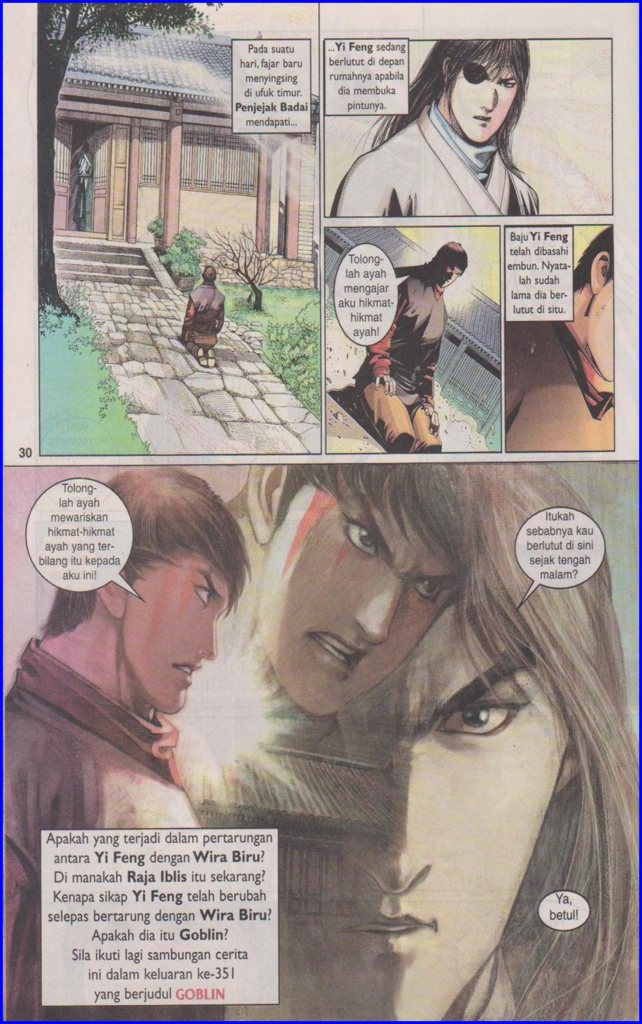 Pada suatu
hari, fajar baru
menyingsing
di ufuk timur.
Penjejak Badai
mendapati...
...Yi Feng sedang
berlutut di depan
rumahnya apabila
dia membuka
pintunya.
Tolong-
lah ayah
mengajar
aku hikmat-
hikmat
ayah!
Baju Yi Feng
telah dibasahi
embun. Nyata-
lah sudah
lama dia ber-
lutut di situ.
30
Tolong-
lah ayah
mewariskan
hikmat-hikmat
ayah yang ter-
bilang itu kepada
aku ini!
Itukah
sebabnya kau
berlutut di sini
sejak tengah
malam?
Ya,
betul!
Apakah yang terjadi dalam pertarungan
antara Yi Feng dengan Wira Biru?
Di manakah Raja Iblis itu sekarang?
Kenapa sikap Yi Feng telah berubah
selepas bertarung dengan Wira Biru?
Apakah dia itu Goblin?
Sila ikuti lagi sambungan cerita
ini dalam keluaran ke-351
yang berjudul GOBLIN